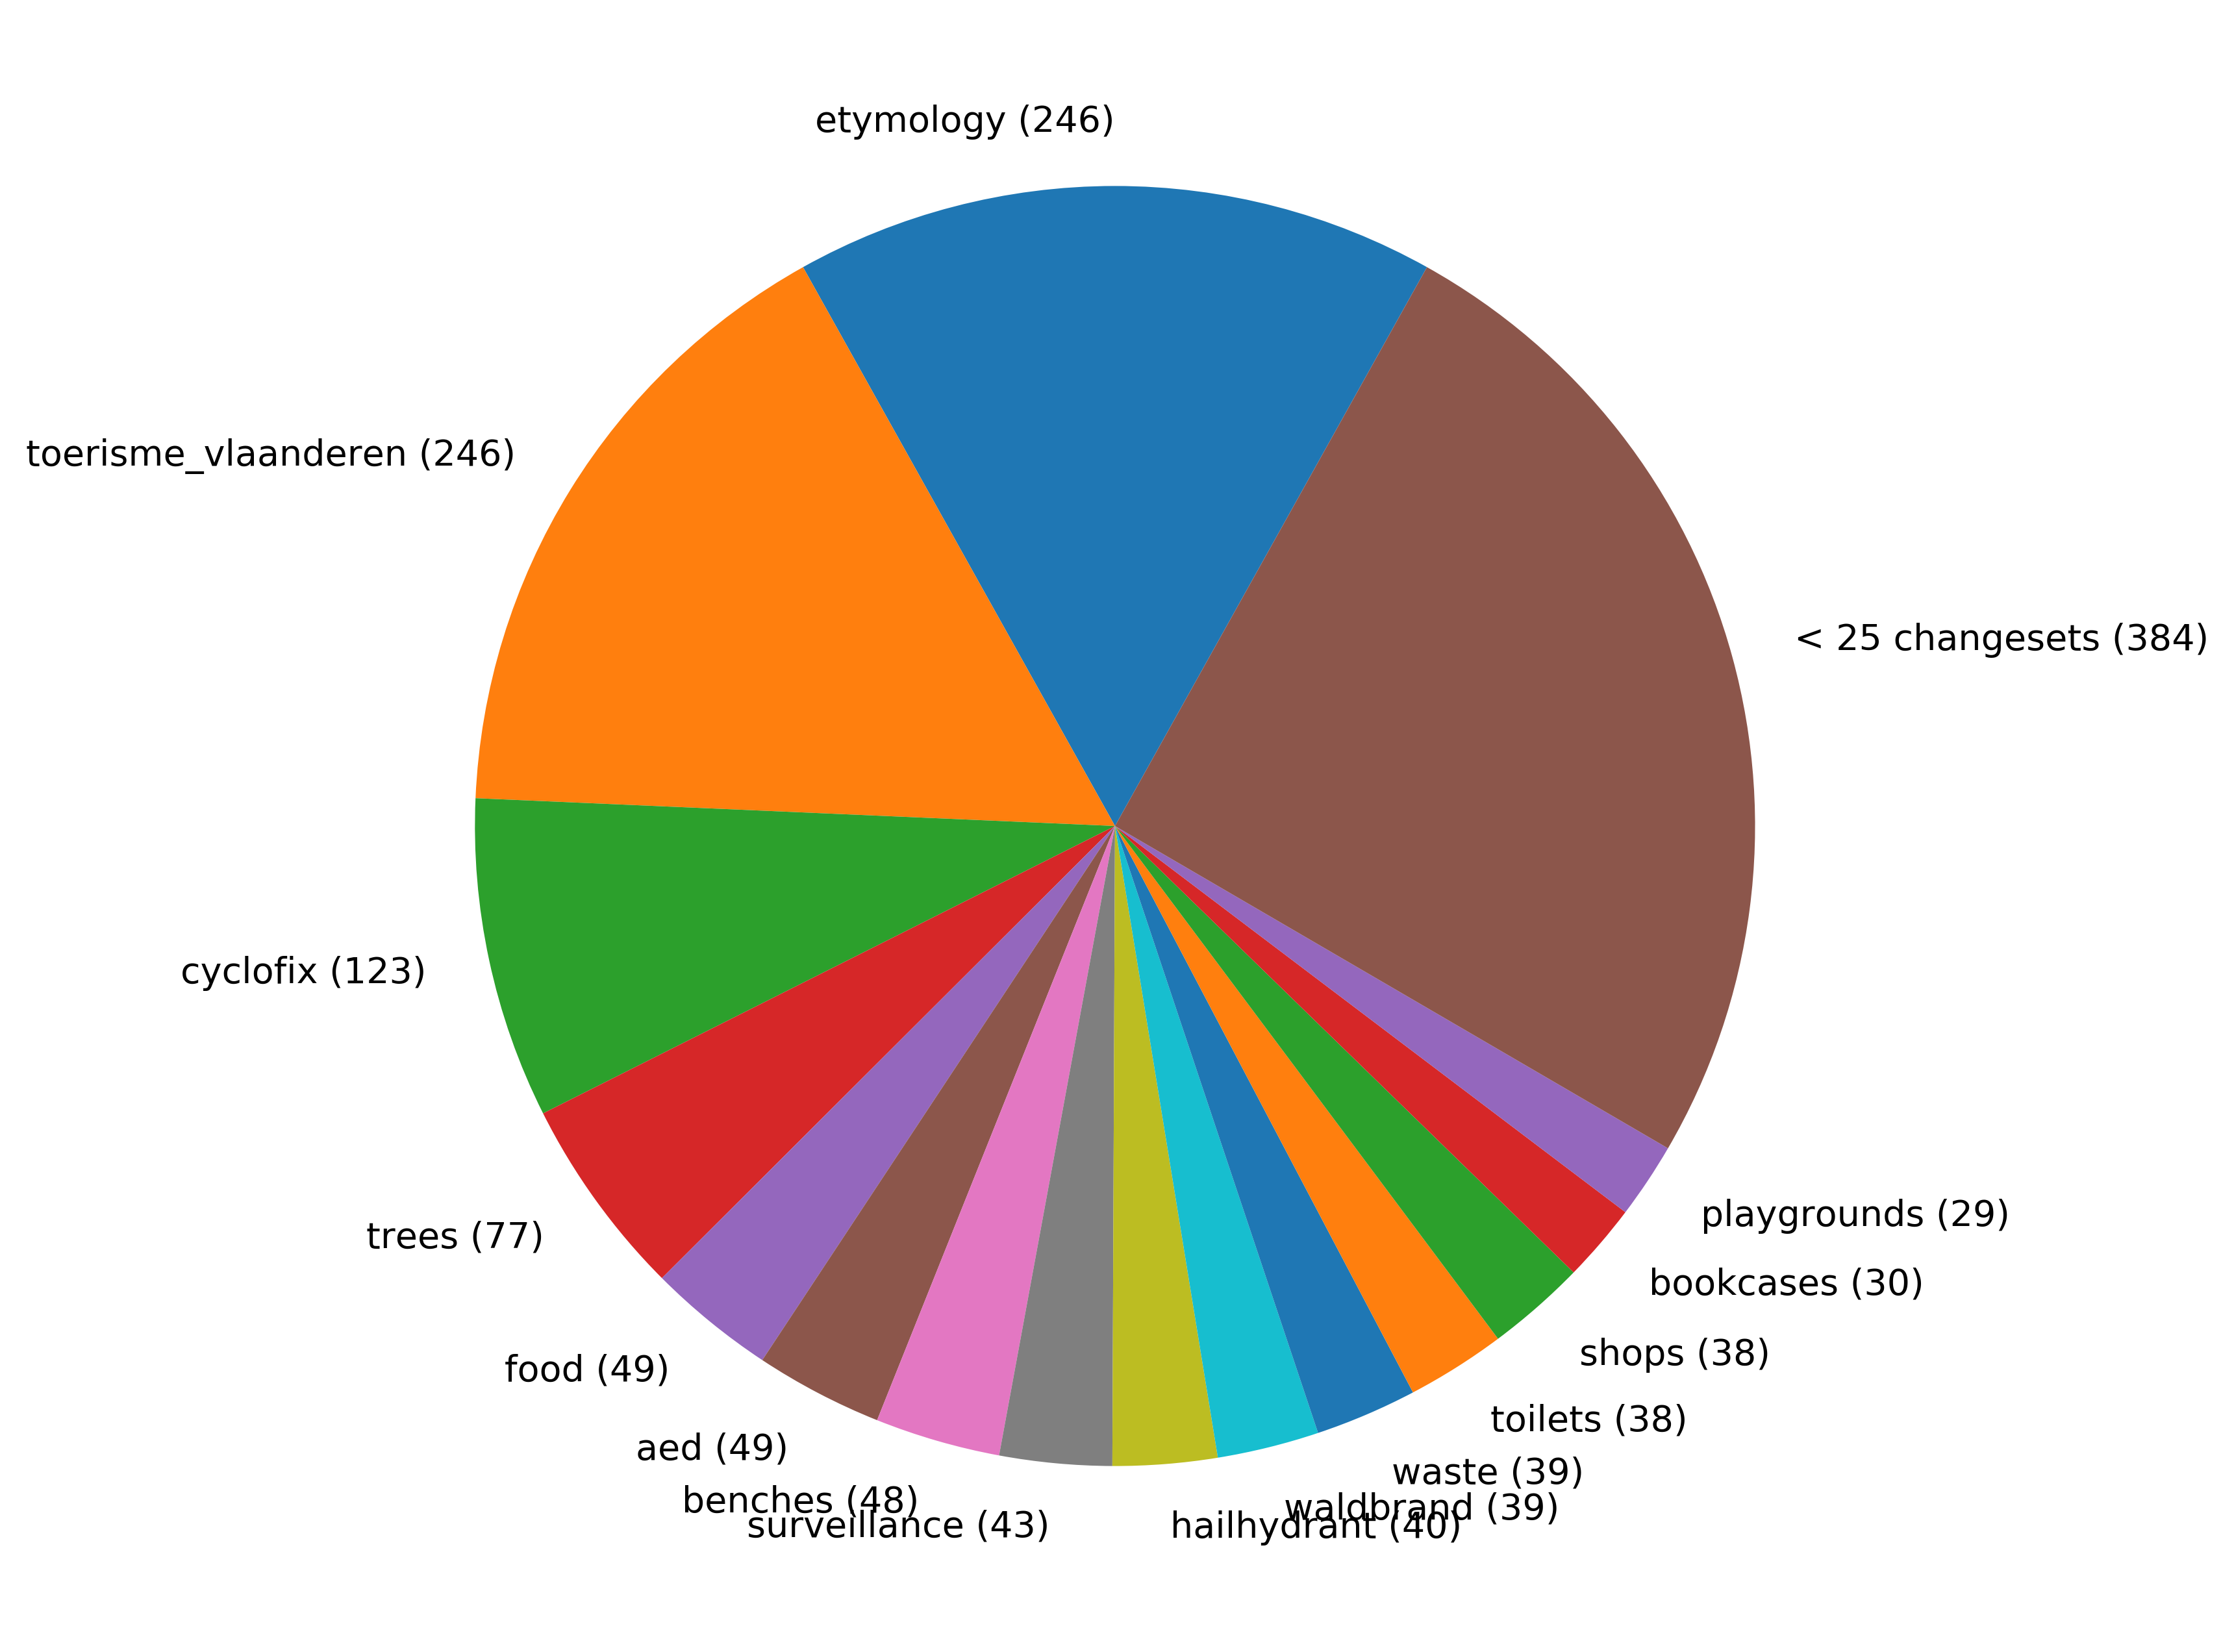 etymology (246)
toerisme_vlaanderen (246)
< 25 changesets (384)
cyclofix (123)
trees (77)
playgrounds (29)
bookcases (30)
shops (38)
food (49)
toilets (38)
aed (49)
waste (39)
benches (48)
waldbrand (39)
surveillance (43)
hailhydrant (40)